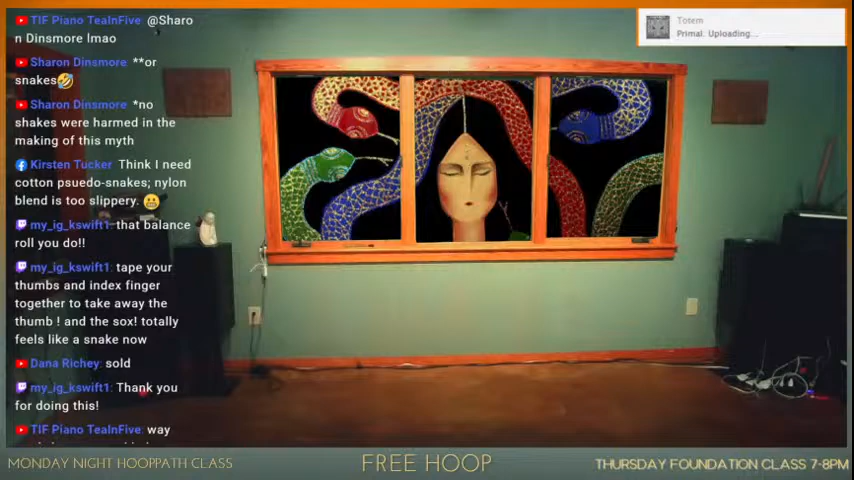 TIF Piano TeaInFive @Sharo
n Dinsmore lmao
Sharon Dinsmore **or
snakes🤣
Sharon Dinsmore *no
shakes were harmed in the
making of this myth
Kirsten Tucker Think I need
cotton psuedo-snakes; nylon
blend is too slippery. 😬
my_ig_kswift1: that balance
roll you do!!
my_ig_kswift1: tape your
thumbs and index finger
together to take away the
thumb ! and the sox! totally
feels like a snake now
Dana Richey: sold
my_ig_kswift1: Thank you
for doing this!
TIF Piano TeaInFive: way
Totem
Primal. Uploading...
MONDAY NIGHT HOOPPATH CLASS
FREE HOOP
THURSDAY FOUNDATION CLASS 7-8PM